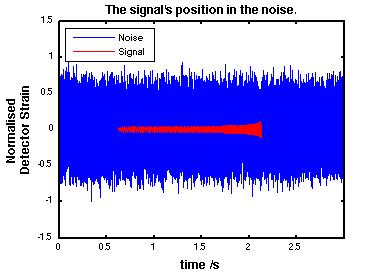 The signal's position in the noise.
1.5
Noise
Signal
1
0.5
0
-0.5
-1
-1.5
Normalised
Detector Strain
0 0.5 1 1.5 2 2.5
time /s